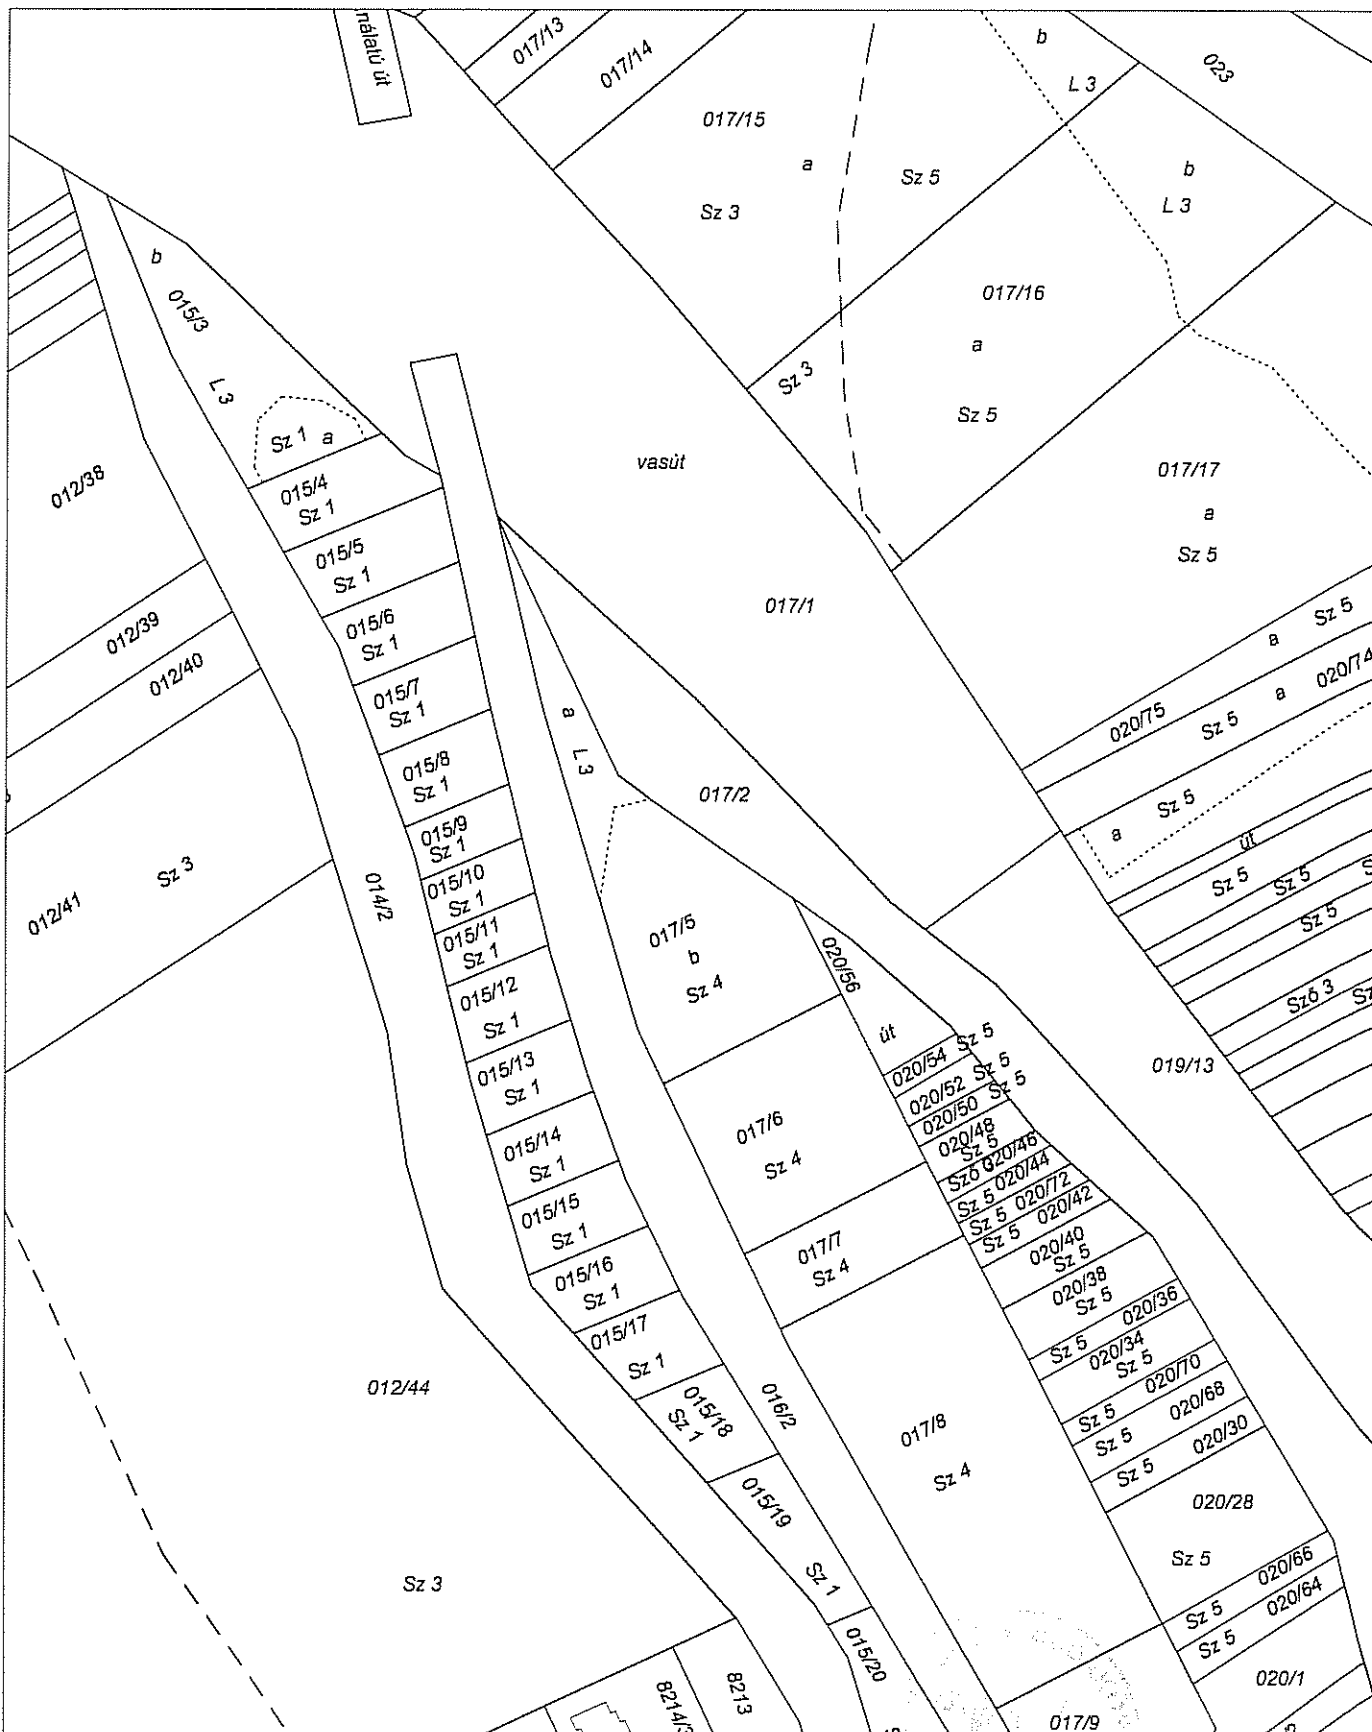 nálatú út
017/13
017/14
017/15
a
Sz 3
Sz 5
b
L 3
023
b
L 3
b
015/3
L 3
Sz 1 a
017/16
a
Sz 5
Sz 3
vasút
017/17
a
Sz 5
012/38
015/4
Sz 1
015/5
Sz 1
015/6
Sz 1
017/1
012/39
012/40
015/7
Sz 1
a
L 3
a Sz 5
020/75
Sz 5 a 020/74
015/8
Sz 1
017/2
a Sz 5
út
015/9
Sz 1
012/41
Sz 3
014/2
015/10
Sz 1
Sz 5
Sz 5
Sz 5
015/11
Sz 1
017/5
b
Sz 4
020/56
út
015/12
Sz 1
Sző 3
015/13
Sz 1
020/54 Sz 5
020/52 Sz 5
020/50 Sz 5
020/48
Sz 5
019/13
015/14
Sz 1
017/6
Sz 4
Sző 3 020/46
Sz 5 020/44
Sz 5 020/72
Sz 5 020/42
015/15
Sz 1
017/7
Sz 4
020/40
Sz 5
015/16
Sz 1
020/38
Sz 5
015/17
Sz 1
Sz 5 020/36
020/34
Sz 5
012/44
015/18
Sz 1
016/2
017/8
Sz 4
Sz 5 020/70
Sz 5 020/68
Sz 5 020/30
015/19
Sz 1
020/28
Sz 5
Sz 3
Sz 5 020/66
Sz 5 020/64
015/20
8213
017/9
020/1